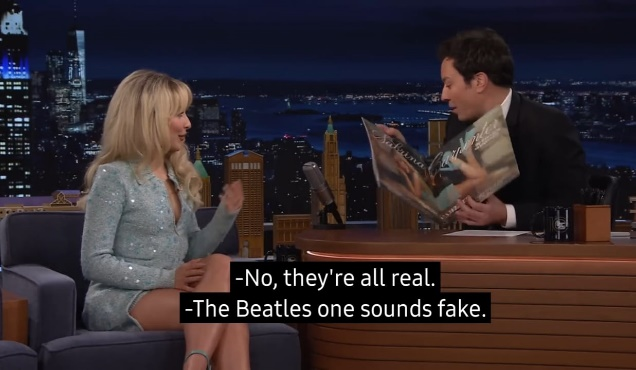 -No, they're all real.
-The Beatles one sounds fake.